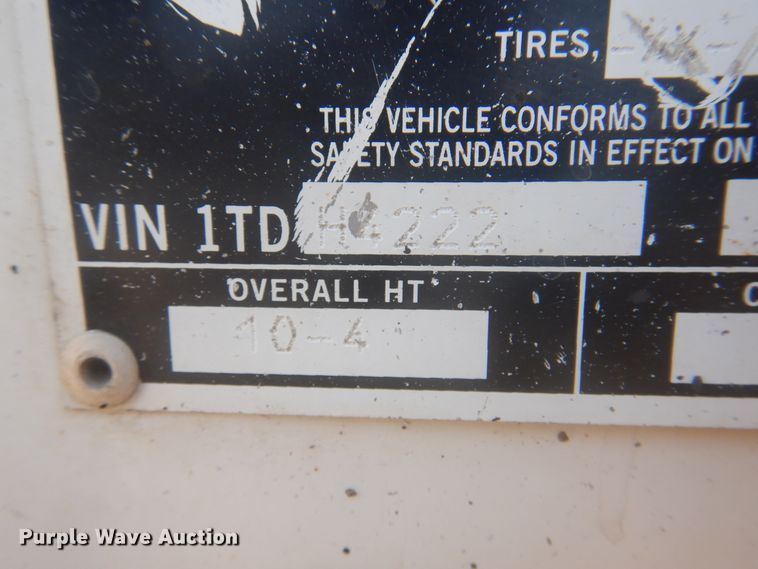 TIRES,
THIS VEHICLE CONFORMS TO ALL
SAFETY STANDARDS IN EFFECT ON
VIN 1TD H4222
OVERALL HT
10-4
C
Purple Wave Auction